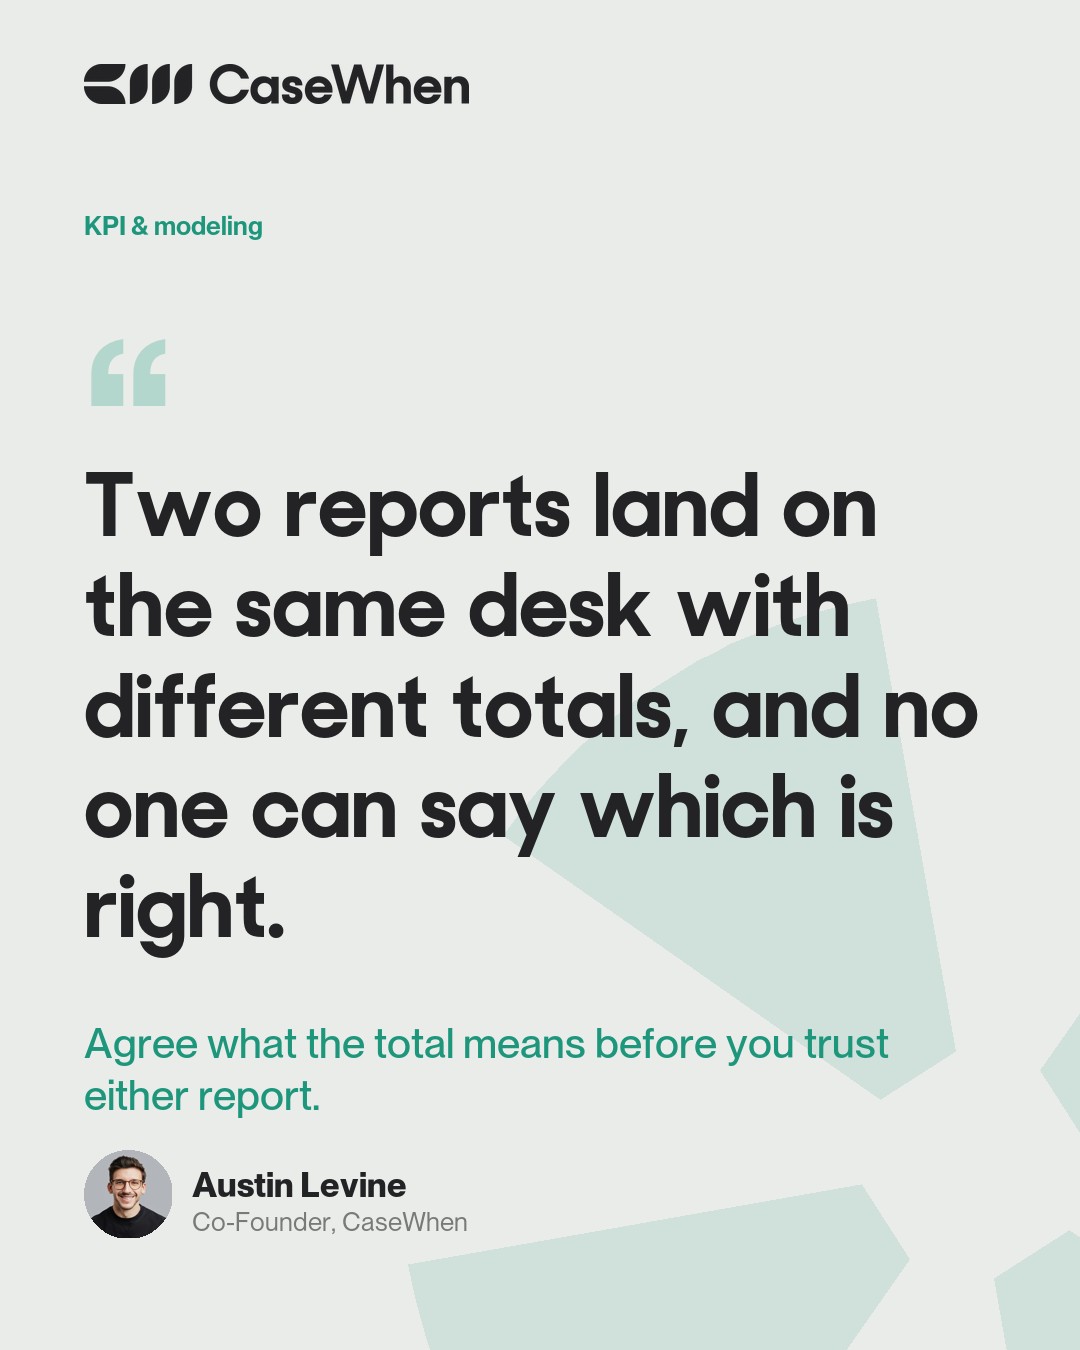 CaseWhen
KPI & modeling
“
Two reports land on
the same desk with
different totals, and no
one can say which is
right.
Agree what the total means before you trust
either report.
Austin Levine
Co-Founder, CaseWhen